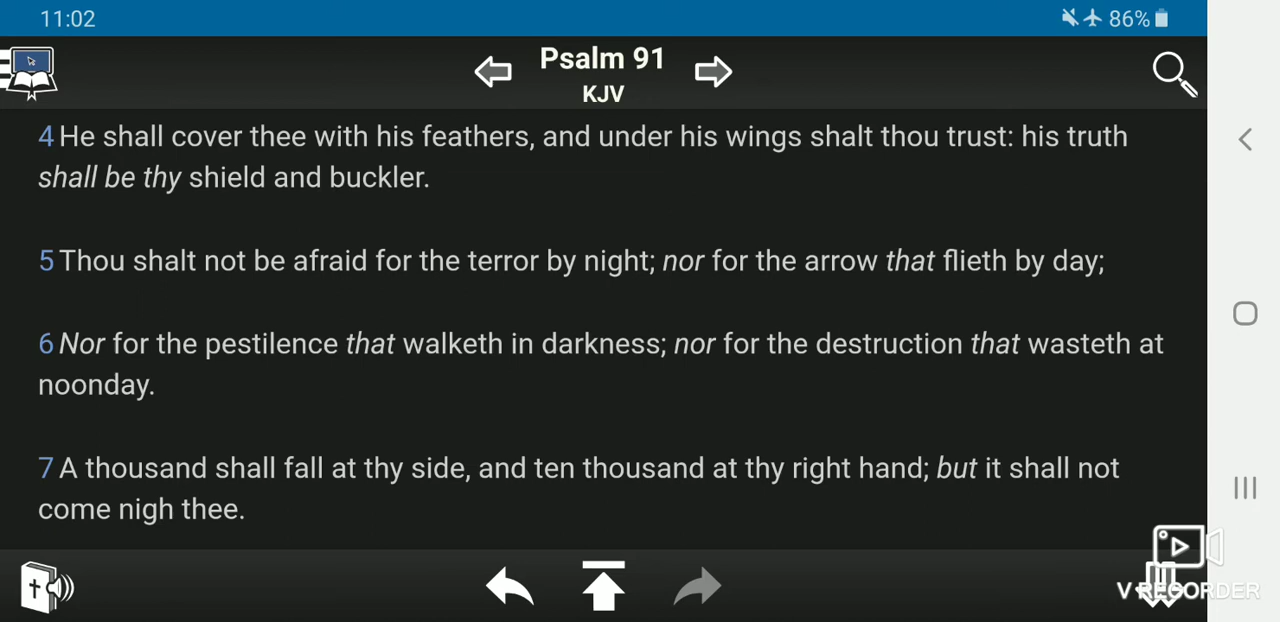 11:02
86%
Psalm 91
KJV
4 He shall cover thee with his feathers, and under his wings shalt thou trust: his truth
shall be thy shield and buckler.
5 Thou shalt not be afraid for the terror by night; nor for the arrow that flieth by day;
6 Nor for the pestilence that walketh in darkness; nor for the destruction that wasteth at
noonday.
7 A thousand shall fall at thy side, and ten thousand at thy right hand; but it shall not
come nigh thee.
V RECORDER